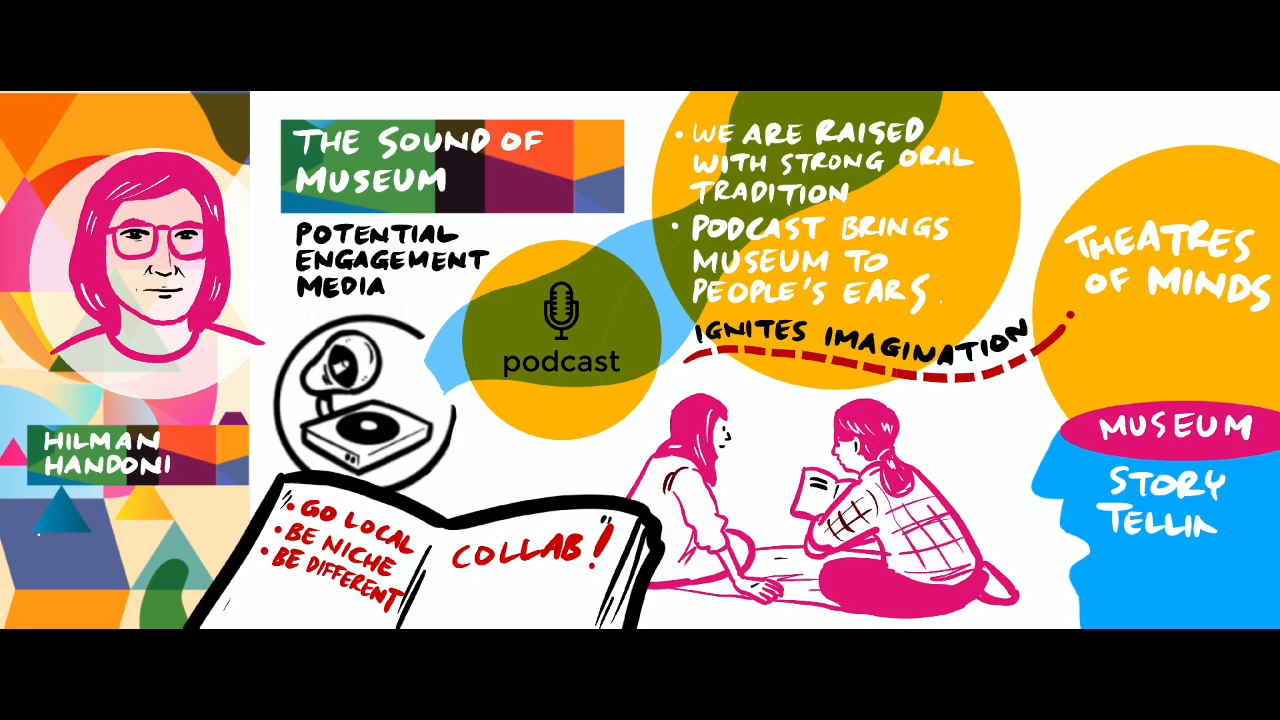 HILMAN
HANDONI
THE SOUND OF
MUSEUM
POTENTIAL
ENGAGEMENT
MEDIA
podcast
• GO LOCAL
• BE NICHE
• BE DIFFERENT
COLLAB!
• WE ARE RAISED
WITH STRONG ORAL
TRADITION
• PODCAST BRINGS
MUSEUM TO
PEOPLE'S EARS.
IGNITES IMAGINATION
THEATRES
OF MINDS
MUSEUM
STORY
TELLIN